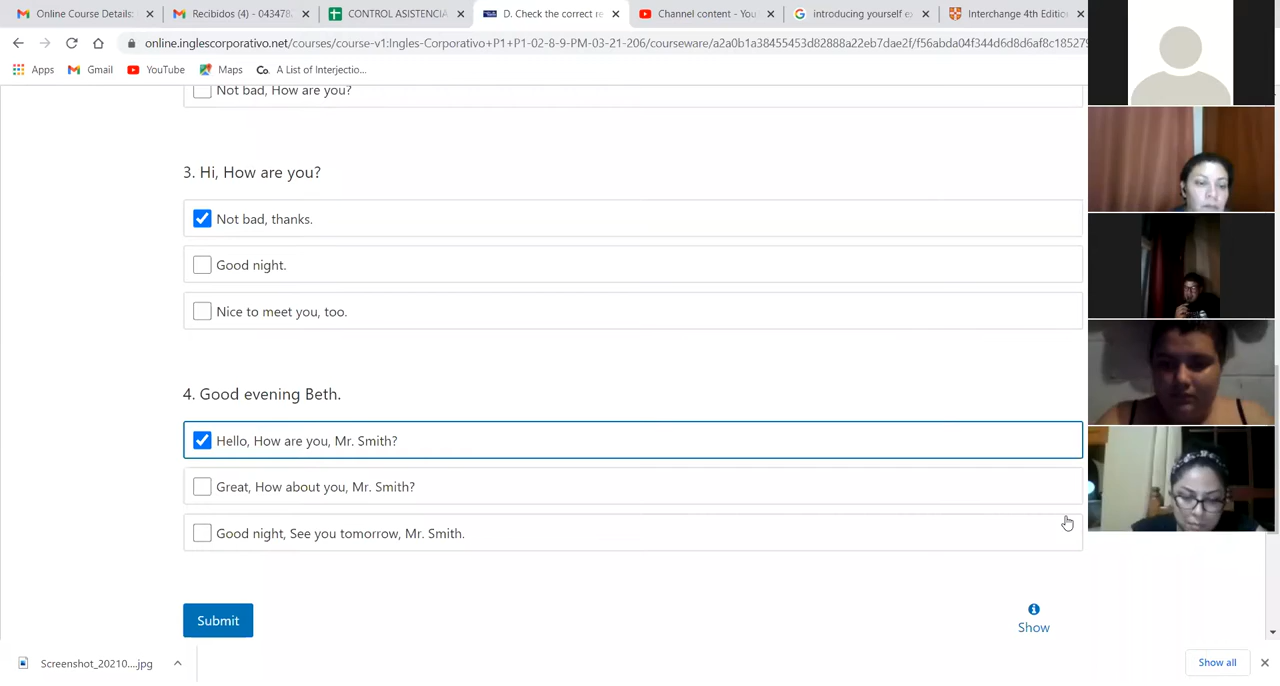 Online Course Details:
Recibidos (4) - 043478
CONTROL ASISTENCIA
D. Check the correct re
Channel content - You
introducing yourself ex
Interchange 4th Editio
online.inglescorporativo.net/courses/course-v1:Ingles-Corporativo+P1+P1-02-8-9-PM-03-21-206/courseware/a2a0b1a38455453d82888a22eb7dae2f/f56abda04f344d6d8d6af8c185279
Apps
Gmail
YouTube
Maps
Co.
A List of Interjectio...
Not bad, How are you?
3. Hi, How are you?
Not bad, thanks.
Good night.
Nice to meet you, too.
4. Good evening Beth.
Hello, How are you, Mr. Smith?
Great, How about you, Mr. Smith?
Good night, See you tomorrow, Mr. Smith.
Submit
Show
Screenshot_20210....jpg
Show all